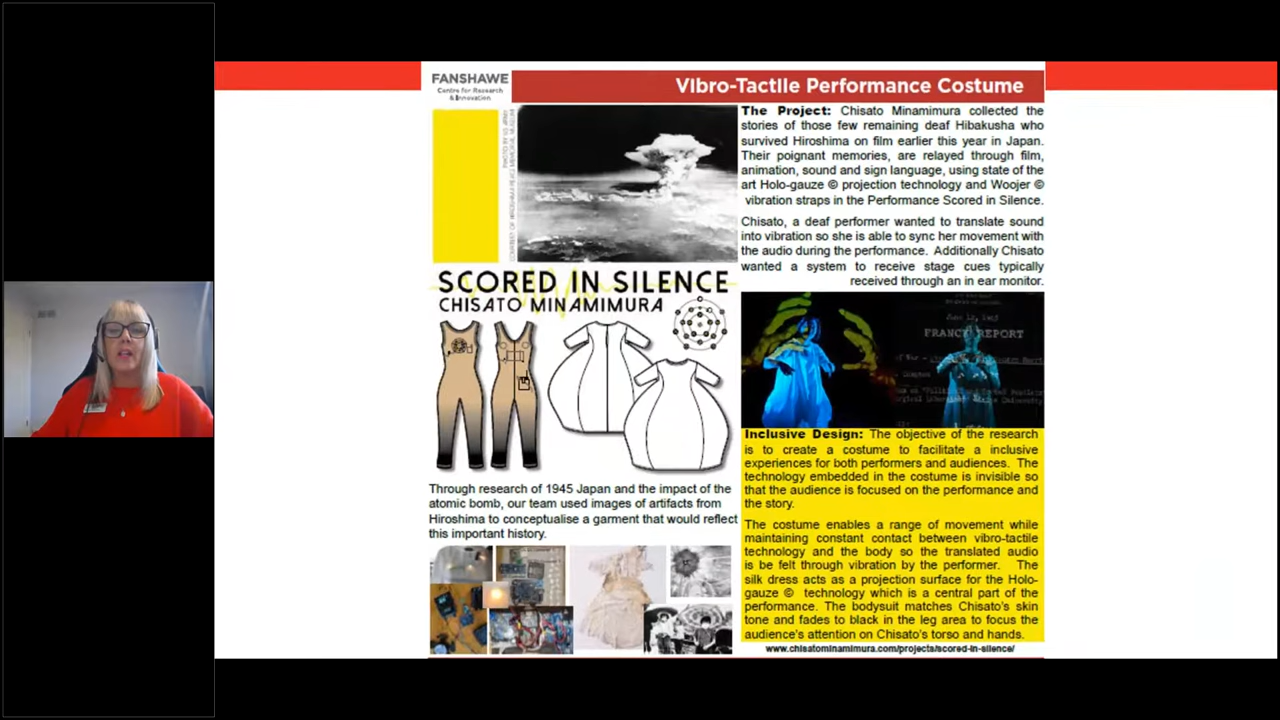 FANSHAWE
Centre for Research
& Innovation
Vibro-Tactile Performance Costume
SCORED IN SILENCE
CHISATO MINAMIMURA
Through research of 1945 Japan and the impact of the
atomic bomb, our team used images of artifacts from
Hiroshima to conceptualise a garment that would reflect
this important history.
The Project: Chisato Minamimura collected the
stories of those few remaining deaf Hibakusha who
survived Hiroshima on film earlier this year in Japan.
Their poignant memories, are relayed through film,
animation, sound and sign language, using state of the
art Holo-gauze © projection technology and Woojer ©
vibration straps in the Performance Scored in Silence.
Chisato, a deaf performer wanted to translate sound
into vibration so she is able to sync her movement with
the audio during the performance. Additionally Chisato
wanted a system to receive stage cues typically
received through an in ear monitor.
FRANCK REPORT
Inclusive Design: The objective of the research
is to create a costume to facilitate a inclusive
experiences for both performers and audiences. The
technology embedded in the costume is invisible so
that the audience is focused on the performance and
the story.
The costume enables a range of movement while
maintaining constant contact between vibro-tactile
technology and the body so the translated audio
is be felt through vibration by the performer. The
silk dress acts as a projection surface for the Holo-
gauze © technology which is a central part of the
performance. The bodysuit matches Chisato's skin
tone and fades to black in the leg area to focus the
audience's attention on Chisato's torso and hands.
www.chisatominamimura.com/projects/scored-in-silence/